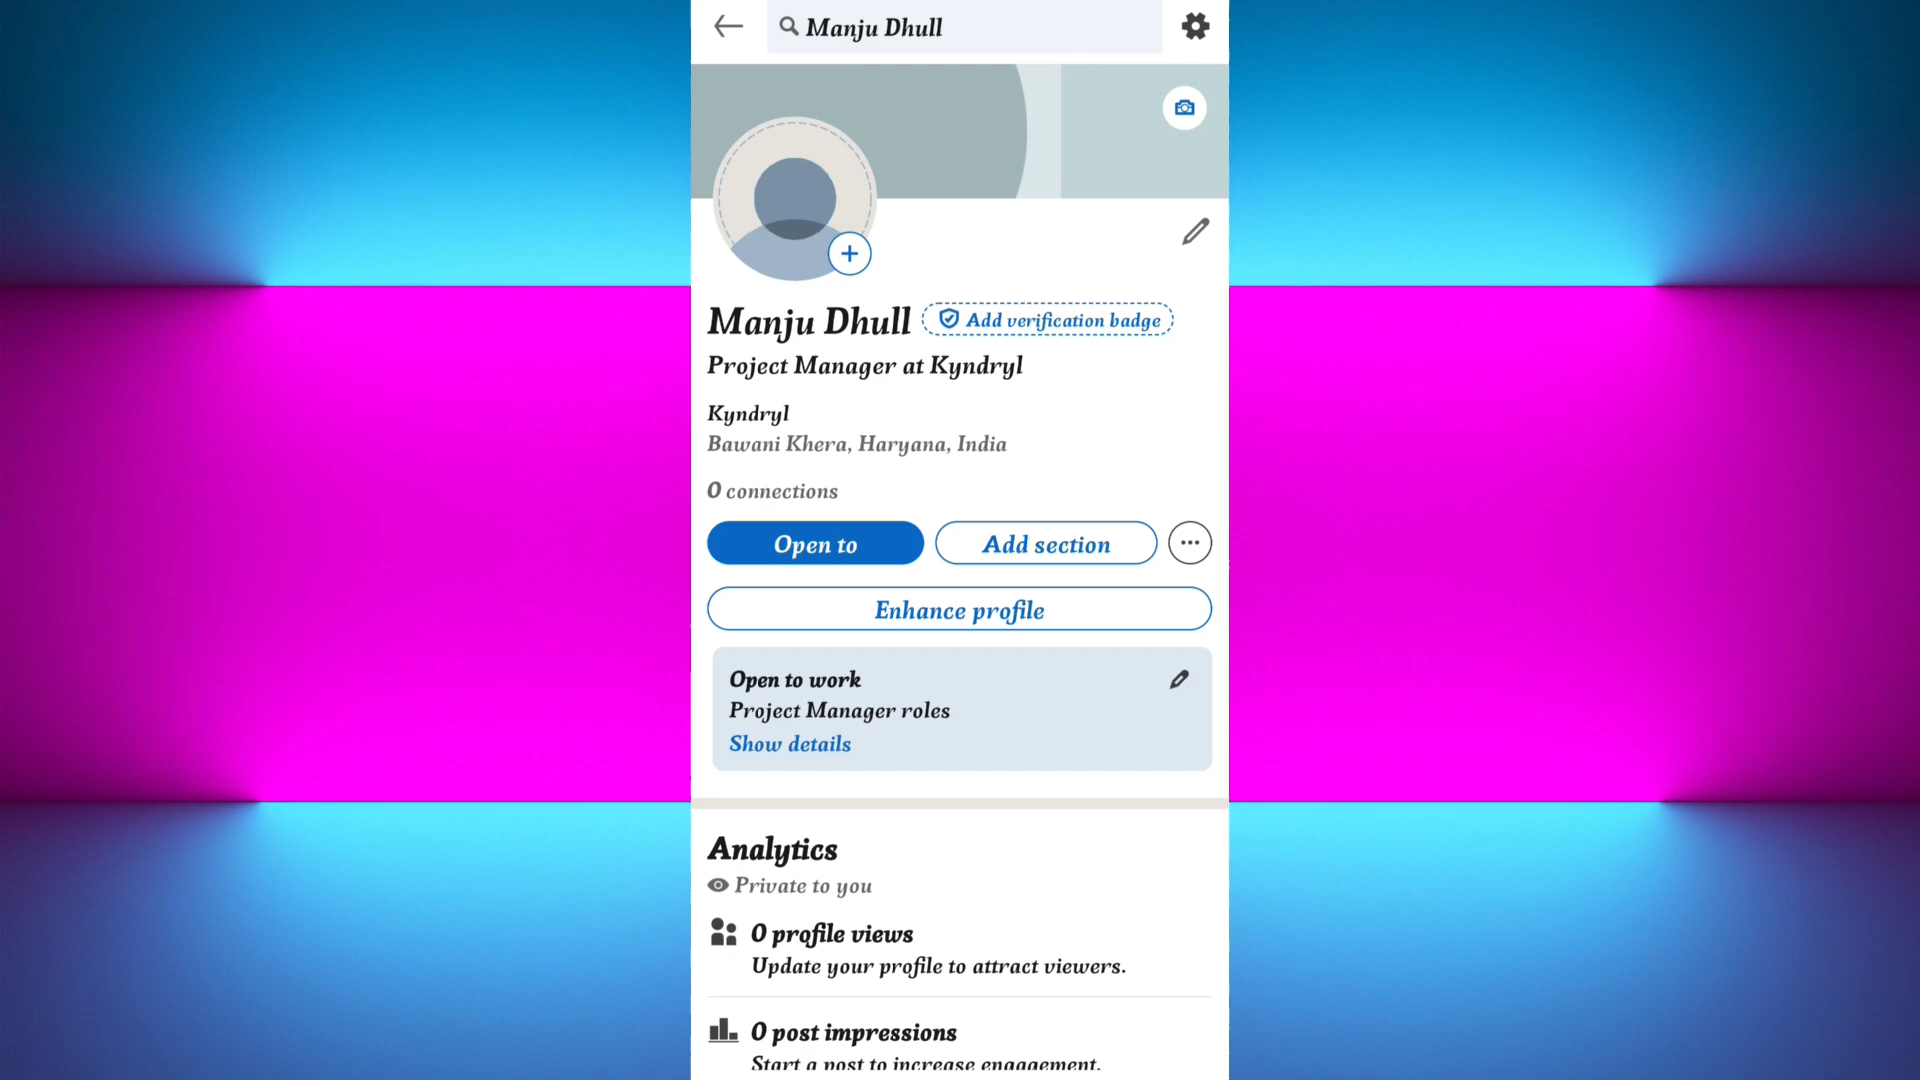 Manju Dhull
Manju Dhull
Add verification badge
Project Manager at Kyndryl
Kyndryl
Bawani Khera, Haryana, India
0 connections
Open to
Add section
Enhance profile
Open to work
Project Manager roles
Show details
Analytics
Private to you
0 profile views
Update your profile to attract viewers.
0 post impressions
Start a post to increase engagement.